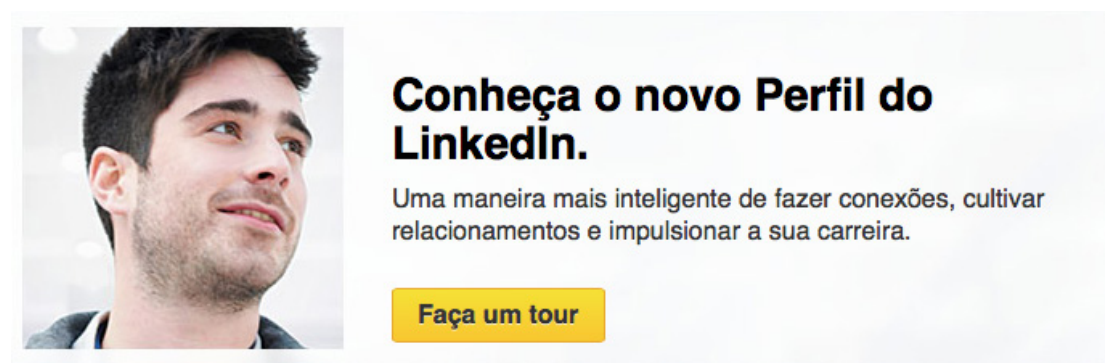 Conheça o novo Perfil do
LinkedIn.
Uma maneira mais inteligente de fazer conexões, cultivar
relacionamentos e impulsionar a sua carreira.
Faça um tour